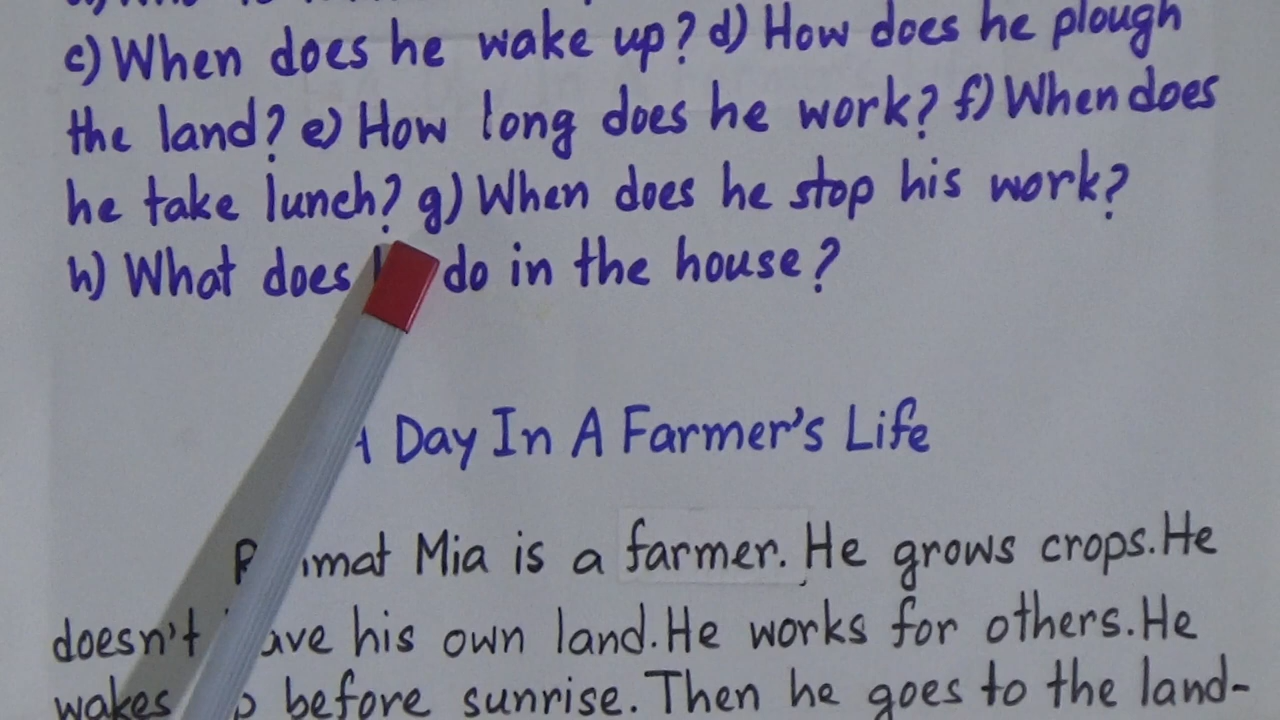 c) When does he wake up? d) How does he plough
the land? e) How long does he work? f) When does
he take lunch? g) When does he stop his work?
h) What does do in the house?
A Day In A Farmer's Life
Mia is a farmer. He grows crops. He
doesn't have his own land. He works for others. He
wakes before sunrise. Then he goes to the land-